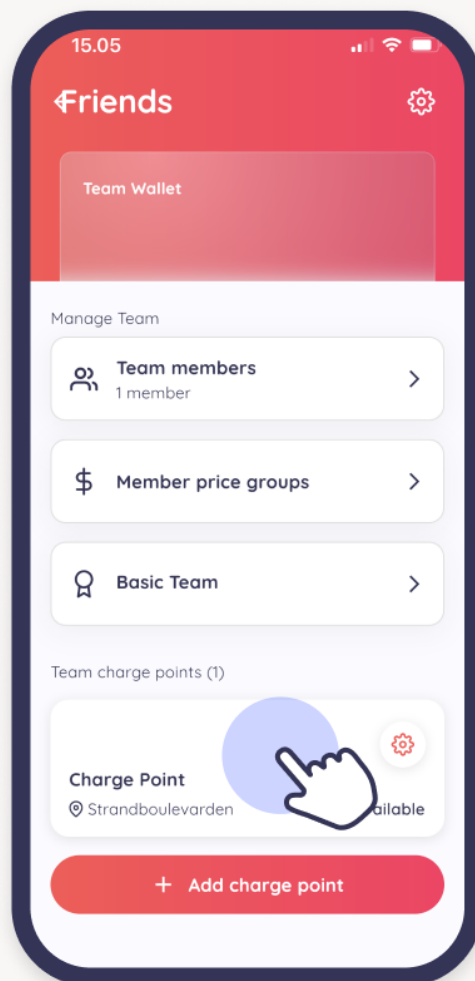 15.05
Friends
Team Wallet
Manage Team
Team members
1 member
Member price groups
Basic Team
Team charge points (1)
Charge Point
Strandboulevarden
ailable
+ Add charge point